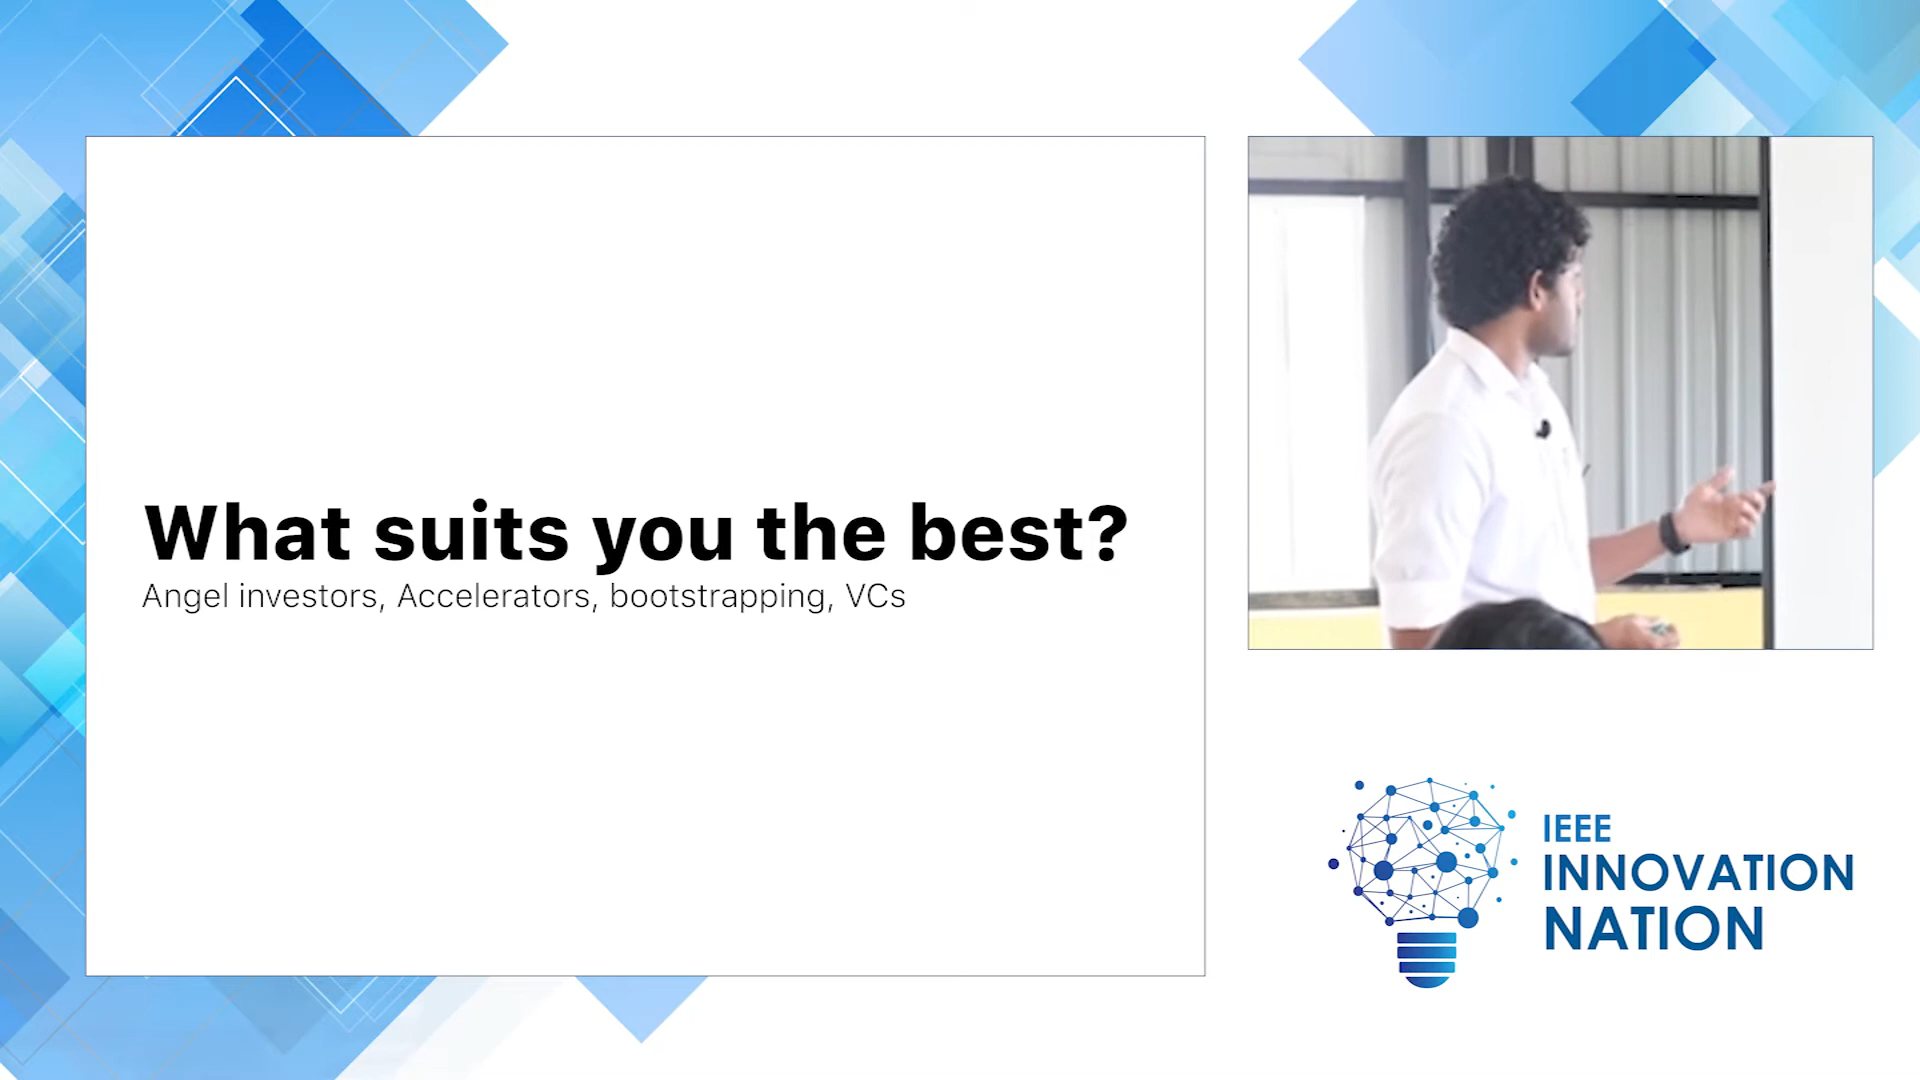 What suits you the best?
Angel investors, Accelerators, bootstrapping, VCs
IEEE
INNOVATION
NATION